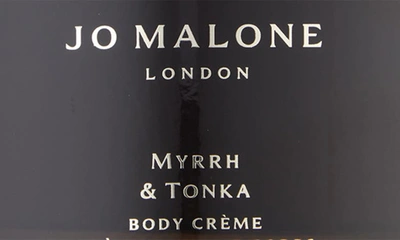 JO MALONE
LONDON
MYRRH
& TONKA
BODY CRÈME